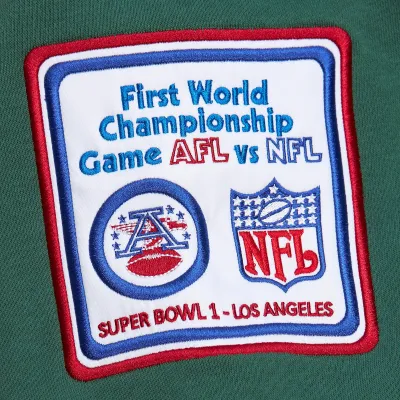 First World
Championship
Game AFL vs NFL
A
NFL
SUPER BOWL 1 - LOS ANGELES